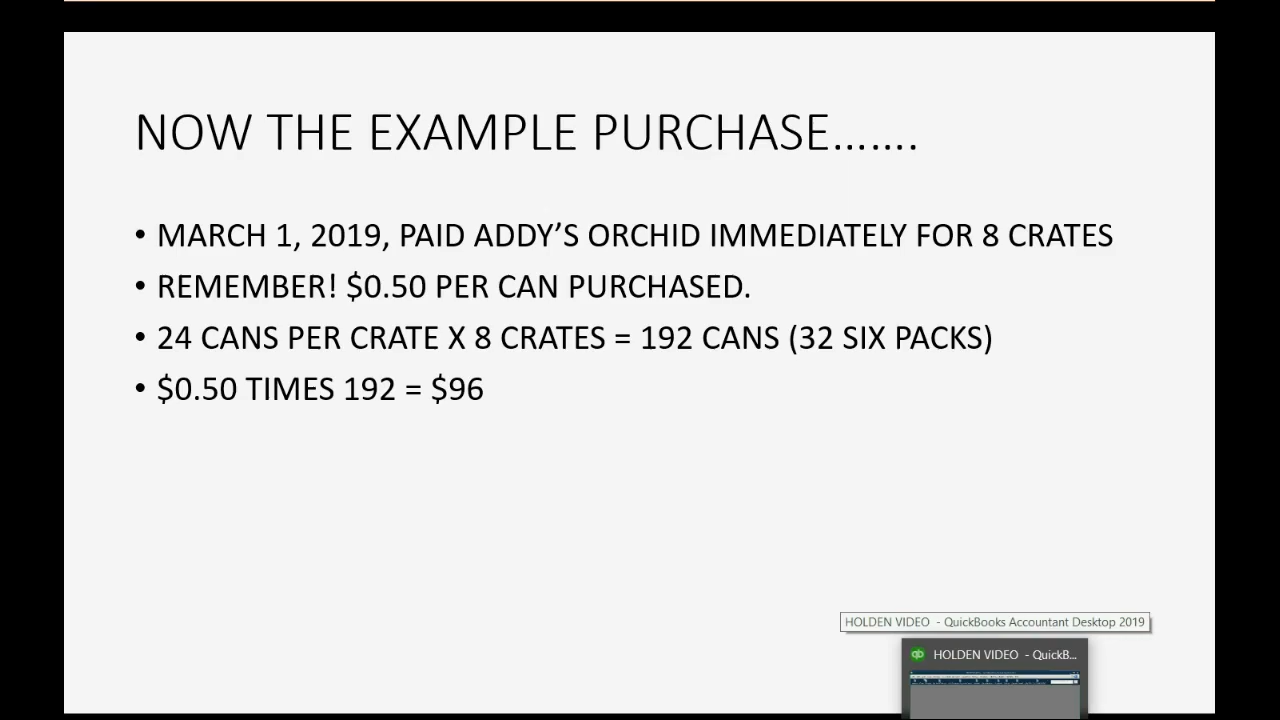 NOW THE EXAMPLE PURCHASE.......
• MARCH 1, 2019, PAID ADDY'S ORCHID IMMEDIATELY FOR 8 CRATES
• REMEMBER! $0.50 PER CAN PURCHASED.
• 24 CANS PER CRATE X 8 CRATES = 192 CANS (32 SIX PACKS)
• $0.50 TIMES 192 = $96
HOLDEN VIDEO - QuickBooks Accountant Desktop 2019
HOLDEN VIDEO - QuickB...